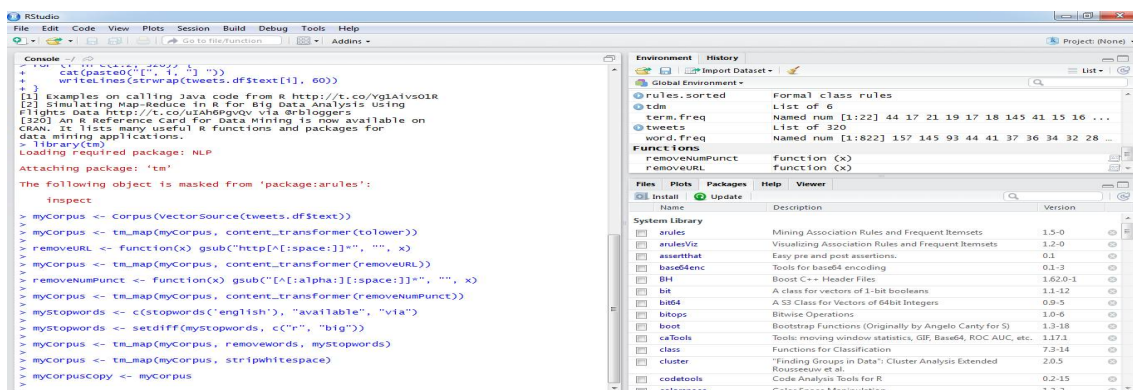 RStudio
File Edit Code View Plots Session Build Debug Tools Help
Go to file/function Addins Project: (None)
Console ~/
+ cat(paste0("[", i, "] "))
+ writeLines(strwrap(tweets.df$text[i], 60))
+ }
[1] Examples on calling Java code from R http://t.co/Yg1AivsO1R
[2] Simulating Map-Reduce in R for Big Data Analysis Using
Flights Data http://t.co/uIAh6PgvQv via @rbloggers
[320] An R Reference Card for Data Mining is now available on
CRAN. It lists many useful R functions and packages for
data mining applications.
> library(tm)
Loading required package: NLP
Attaching package: 'tm'
The following object is masked from 'package:arules':
inspect
> myCorpus <- Corpus(VectorSource(tweets.df$text))
>
> myCorpus <- tm_map(myCorpus, content_transformer(tolower))
>
> removeURL <- function(x) gsub("http[^[:space:]]*", "", x)
>
> myCorpus <- tm_map(myCorpus, content_transformer(removeURL))
>
> removeNumPunct <- function(x) gsub("[^[:alpha:][:space:]]*", "", x)
>
> myCorpus <- tm_map(myCorpus, content_transformer(removeNumPunct))
>
> myStopwords <- c(stopwords('english'), "available", "via")
>
> myStopwords <- setdiff(myStopwords, c("r", "big"))
>
> myCorpus <- tm_map(myCorpus, removeWords, myStopwords)
>
> myCorpus <- tm_map(myCorpus, stripWhitespace)
>
> myCorpusCopy <- myCorpus
Environment History
Import Dataset List
Global Environment
rules.sorted Formal class rules
tdm List of 6
term.freq Named num [1:22] 44 17 21 19 17 18 145 41 15 16 ...
tweets List of 320
word.freq Named num [1:822] 157 145 93 44 41 37 36 34 32 28 ...
Functions
removeNumPunct function (x)
removeURL function (x)
Files Plots Packages Help Viewer
Install Update
Name Description Version
System Library
arules Mining Association Rules and Frequent Itemsets 1.5-0
arulesViz Visualizing Association Rules and Frequent Itemsets 1.2-0
assertthat Easy pre and post assertions. 0.1
base64enc Tools for base64 encoding 0.1-3
BH Boost C++ Header Files 1.62.0-1
bit A class for vectors of 1-bit booleans 1.1-12
bit64 A S3 Class for Vectors of 64bit Integers 0.9-5
bitops Bitwise Operations 1.0-6
boot Bootstrap Functions (Originally by Angelo Canty for S) 1.3-18
caTools Tools: moving window statistics, GIF, Base64, ROC AUC, etc. 1.17.1
class Functions for Classification 7.3-14
cluster "Finding Groups in Data": Cluster Analysis Extended Rousseeuw et al. 2.0.5
codetools Code Analysis Tools for R 0.2-15